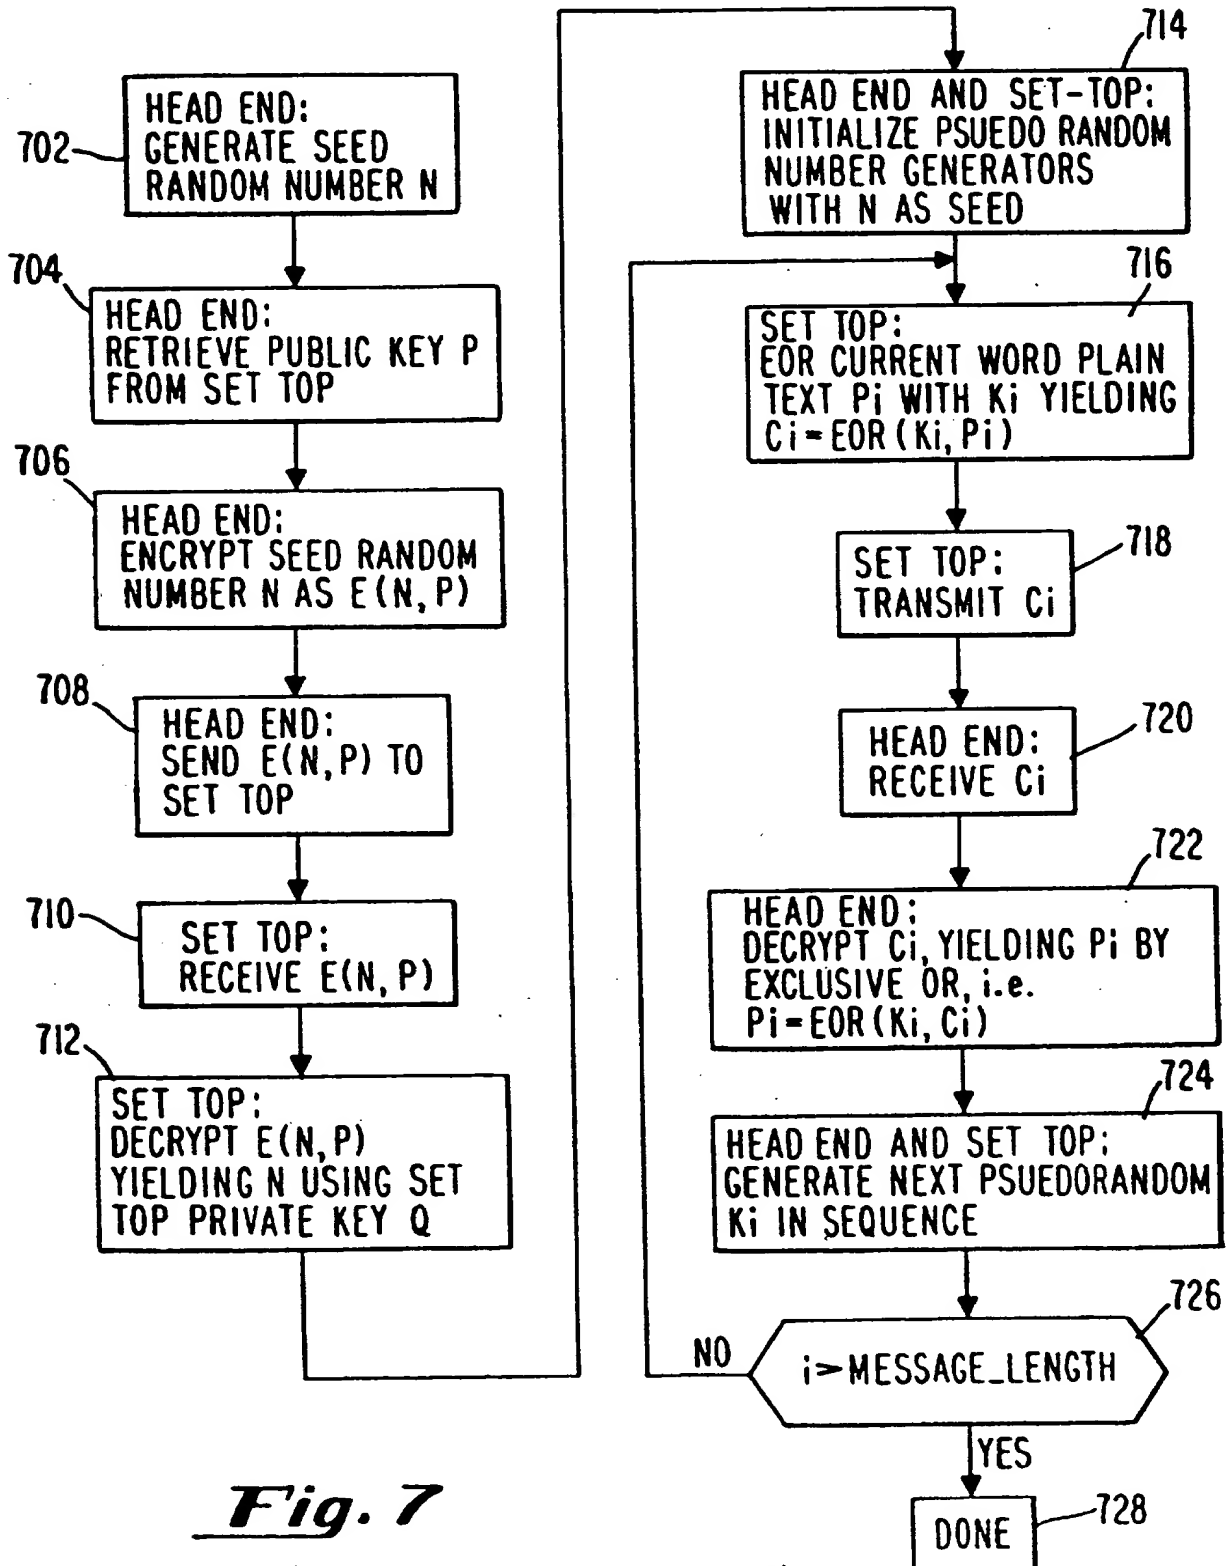 702
HEAD END:
GENERATE SEED
RANDOM NUMBER N
704
HEAD END:
RETRIEVE PUBLIC KEY P
FROM SET TOP
706
HEAD END:
ENCRYPT SEED RANDOM
NUMBER N AS E(N,P)
708
HEAD END:
SEND E(N,P) TO
SET TOP
710
SET TOP:
RECEIVE E(N,P)
712
SET TOP:
DECRYPT E(N,P)
YIELDING N USING SET
TOP PRIVATE KEY Q
714
HEAD END AND SET-TOP:
INITIALIZE PSUEDO RANDOM
NUMBER GENERATORS
WITH N AS SEED
716
SET TOP:
EOR CURRENT WORD PLAIN
TEXT Pi WITH Ki YIELDING
Ci=EOR(Ki,Pi)
718
SET TOP:
TRANSMIT Ci
720
HEAD END:
RECEIVE Ci
722
HEAD END:
DECRYPT Ci, YIELDING Pi BY
EXCLUSIVE OR, i.e.
Pi=EOR(Ki,Ci)
724
HEAD END AND SET TOP:
GENERATE NEXT PSUEDORANDOM
Ki IN SEQUENCE
726
i>MESSAGE_LENGTH
NO
YES
728
DONE
Fig. 7